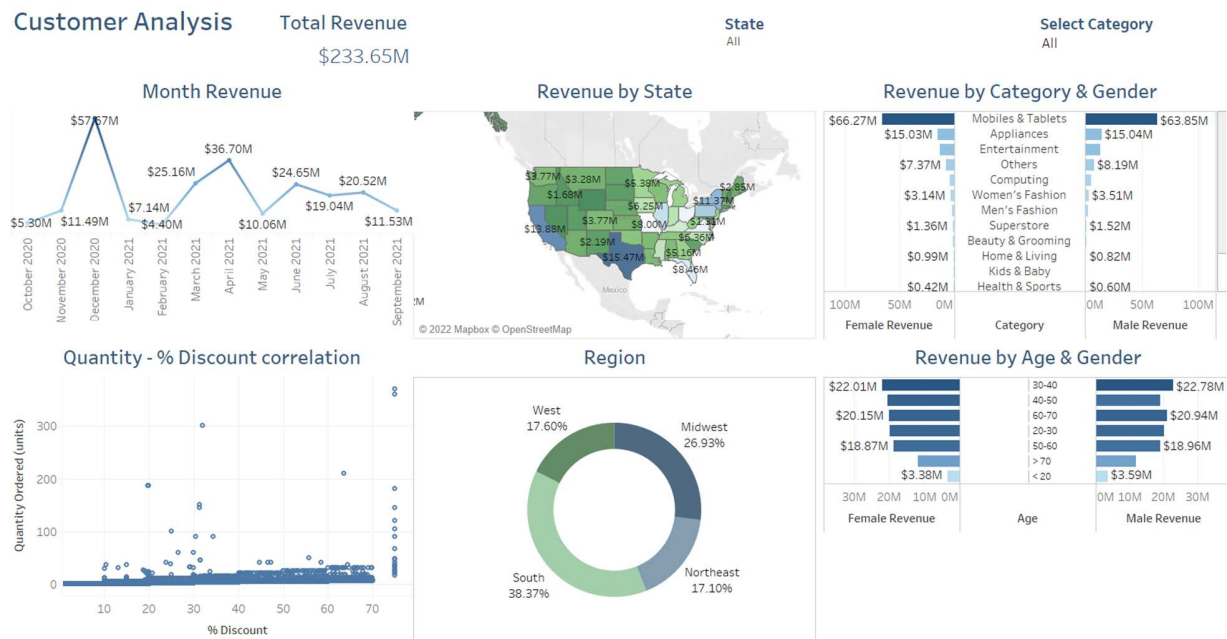 Customer Analysis
Total Revenue
$233.65M
State
All
Select Category
All
Month Revenue
$57.67M
$36.70M
25.16M
$24.65M
$20.52M
7.14M
$19.04M
$5.30M
$11.49M
$4.40M
$10.06M
$11.53M
October 2020
November 2020
December 2020
January 2021
February 2021
March 2021
April 2021
May 2021
June 2021
July 2021
August 2021
September 2021
Revenue by State
$3.77M
$3.28M
$5.38M
$2.85M
$1.68M
$11.37M
$6.25M
$3.77M
$8.00M
$13.88M
$2.19M
$5.36M
$15.47M
$5.16M
$8.46M
Mexico
2M
© 2022 Mapbox © OpenStreetMap
Revenue by Category & Gender
$66.27M Mobiles & Tablets $63.85M
$15.03M Appliances $15.04M
Entertainment
$7.37M Others $8.19M
Computing
$3.14M Women's Fashion $3.51M
Men's Fashion
$1.36M Superstore $1.52M
Beauty & Grooming
$0.99M Home & Living $0.82M
Kids & Baby
$0.42M Health & Sports $0.60M
100M 50M 0M 0M 50M 100M
Female Revenue Category Male Revenue
Quantity - % Discount correlation
Quantity Ordered (units)
300
200
100
0
10 20 30 40 50 60 70
% Discount
Region
West
17.60%
Midwest
26.93%
South
38.37%
Northeast
17.10%
Revenue by Age & Gender
$22.01M 30-40 $22.78M
40-50
$20.15M 60-70 $20.94M
20-30
$18.87M 50-60 $18.96M
> 70
$3.38M < 20 $3.59M
30M 20M 10M 0M 0M 10M 20M 30M
Female Revenue Age Male Revenue